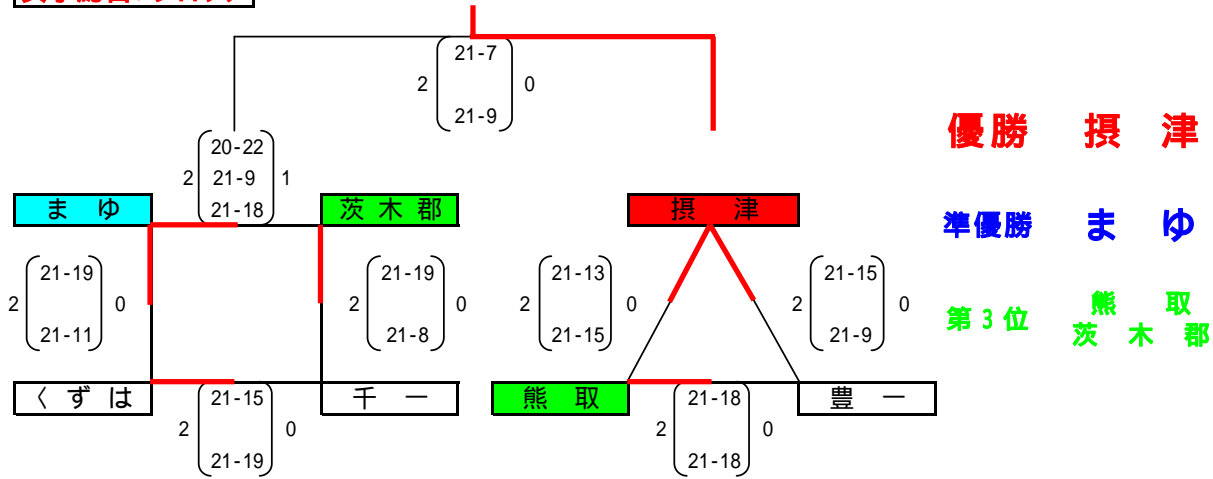 21-7
2 0
21-9
優勝 摂 津
20-22
2 21-9 1
21-18
ま ゆ 茨木郡 摂 津
準優勝 ま ゆ
21-19 21-19 21-13 21-15
2 0 2 0 2 0 2 0
21-11 21-8 21-15 21-9
第3位 熊 取
茨 木 郡
くずは 千 一 熊 取 豊 一
21-15 21-18
2 0 2 0
21-19 21-18